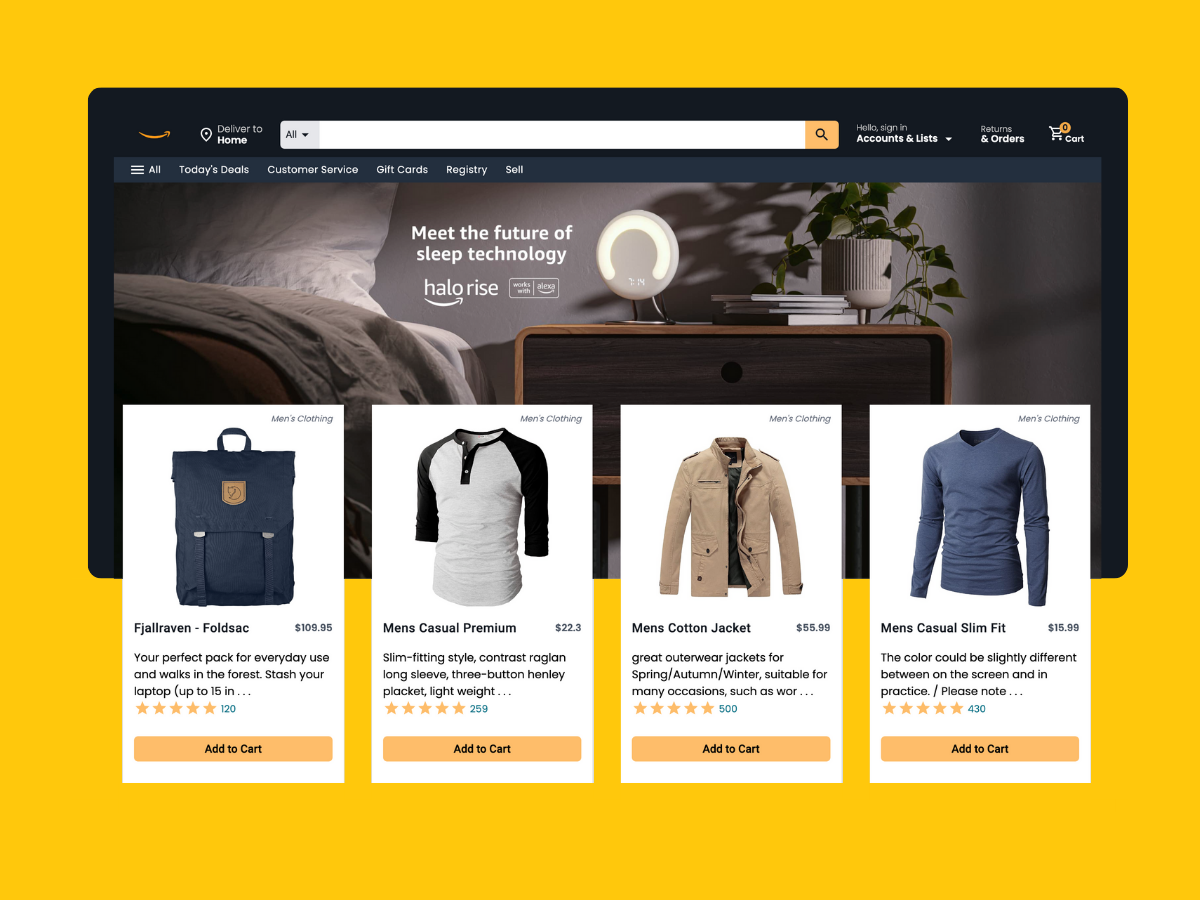 Deliver to
Home
All
Hello, sign in
Accounts & Lists
Returns
& Orders
0
Cart
All
Today's Deals
Customer Service
Gift Cards
Registry
Sell
Meet the future of
sleep technology
halo rise
works
with
alexa
7:14
Men's Clothing
Fjallraven - Foldsac
$109.95
Your perfect pack for everyday use
and walks in the forest. Stash your
laptop (up to 15 in . . .
120
Add to Cart
Men's Clothing
Mens Casual Premium
$22.3
Slim-fitting style, contrast raglan
long sleeve, three-button henley
placket, light weight . . .
259
Add to Cart
Men's Clothing
Mens Cotton Jacket
$55.99
great outerwear jackets for
Spring/Autumn/Winter, suitable for
many occasions, such as wor . . .
500
Add to Cart
Men's Clothing
Mens Casual Slim Fit
$15.99
The color could be slightly different
between on the screen and in
practice. / Please note . . .
430
Add to Cart